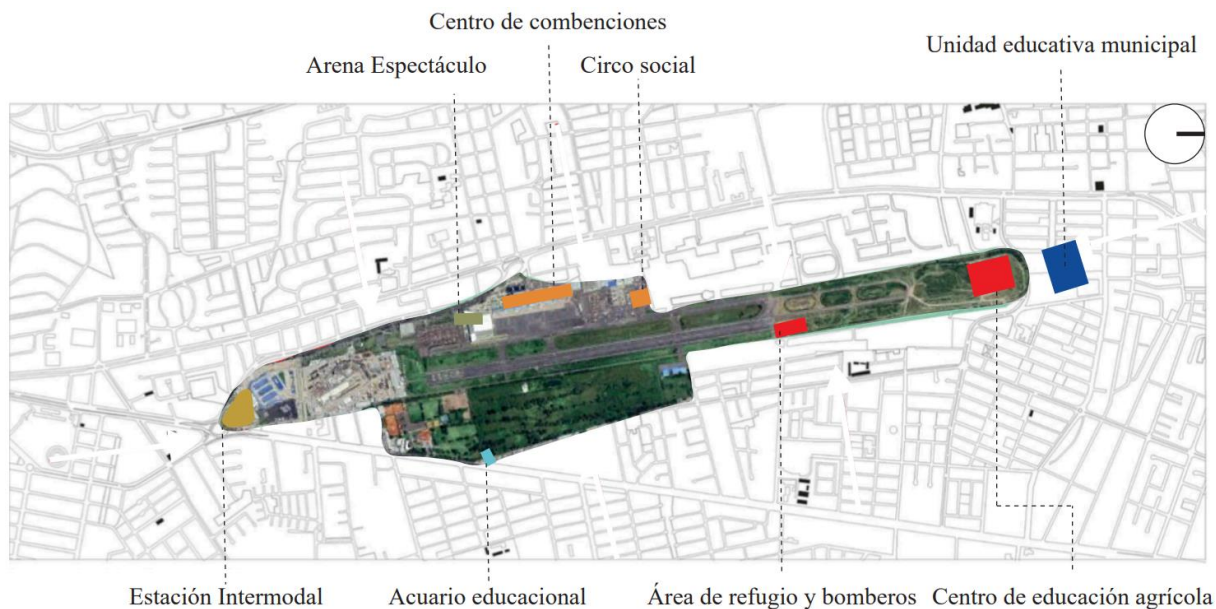 Centro de combenciones
Unidad educativa municipal
Arena Espectáculo
Circo social
Estación Intermodal
Acuario educacional
Área de refugio y bomberos
Centro de educación agrícola